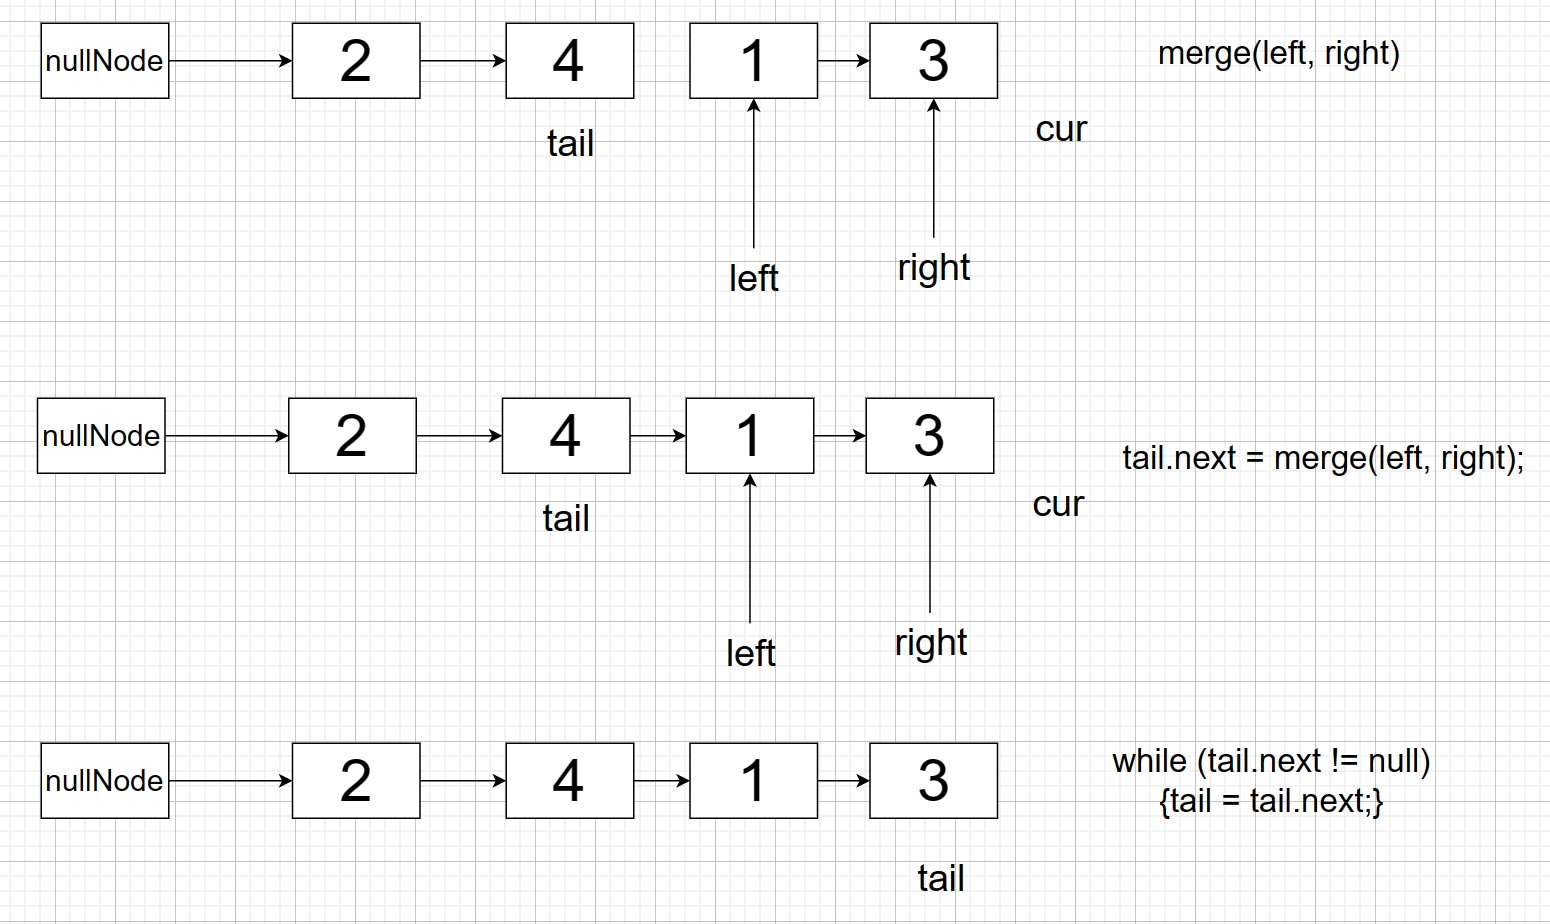 nullNode
2
4
1
3
merge(left, right)
cur
tail
left
right
nullNode
2
4
1
3
tail.next = merge(left, right);
cur
tail
left
right
nullNode
2
4
1
3
while (tail.next != null)
{tail = tail.next;}
tail